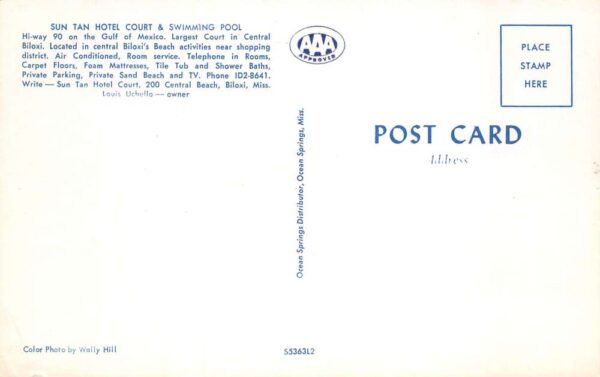 SUN TAN HOTEL COURT & SWIMMING POOL
Hi-way 90 on the Gulf of Mexico. Largest Court in Central
Biloxi. Located in central Biloxi's Beach activities near shopping
district. Air Conditioned, Room service. Telephone in Rooms,
Carpet Floors, Foam Mattresses, Tile Tub and Shower Baths,
Private Parking, Private Sand Beach and TV. Phone ID2-8641.
Write — Sun Tan Hotel Court, 200 Central Beach, Biloxi, Miss.
Louis Uchello — owner
AAA
APPROVED
PLACE
STAMP
HERE
POST CARD
Address
Ocean Springs Distributor, Ocean Springs, Miss.
Color Photo by Wally Hill
S5363L2